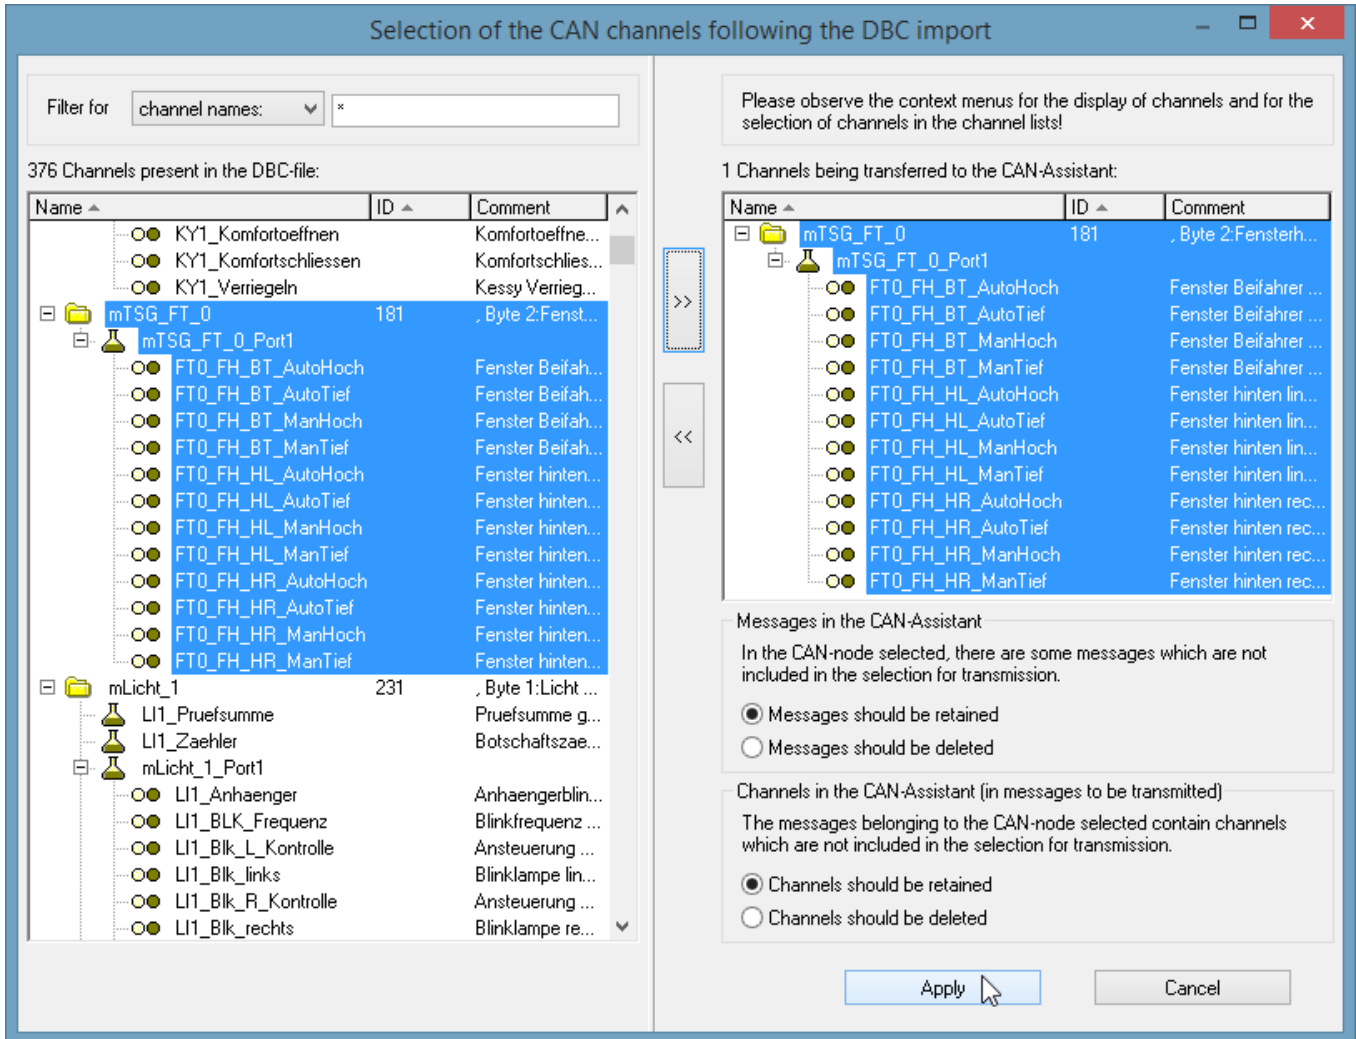 Selection of the CAN channels following the DBC import
Filter for channel names: *
376 Channels present in the DBC-file:
Name ID Comment
KY1_Komfortoeffnen Komfortoeffne...
KY1_Komfortschliessen Komfortschlies...
KY1_Verriegeln Kessy Verrieg...
mTSG_FT_0 181 , Byte 2:Fenst...
mTSG_FT_0_Port1
FT0_FH_BT_AutoHoch Fenster Beifah...
FT0_FH_BT_AutoTief Fenster Beifah...
FT0_FH_BT_ManHoch Fenster Beifah...
FT0_FH_BT_ManTief Fenster Beifah...
FT0_FH_HL_AutoHoch Fenster hinten...
FT0_FH_HL_AutoTief Fenster hinten...
FT0_FH_HL_ManHoch Fenster hinten...
FT0_FH_HL_ManTief Fenster hinten...
FT0_FH_HR_AutoHoch Fenster hinten...
FT0_FH_HR_AutoTief Fenster hinten...
FT0_FH_HR_ManHoch Fenster hinten...
FT0_FH_HR_ManTief Fenster hinten...
mLicht_1 231 , Byte 1:Licht ...
LI1_Pruefsumme Pruefsumme g...
LI1_Zaehler Botschaftszae...
mLicht_1_Port1
LI1_Anhaenger Anhaengerblin...
LI1_BLK_Frequenz Blinkfrequenz ...
LI1_Blk_L_Kontrolle Ansteuerung ...
LI1_Blk_links Blinklampe lin...
LI1_Blk_R_Kontrolle Ansteuerung ...
LI1_Blk_rechts Blinklampe re...
>>
<<
Please observe the context menus for the display of channels and for the
selection of channels in the channel lists!
1 Channels being transferred to the CAN-Assistant:
Name ID Comment
mTSG_FT_0 181 , Byte 2:Fensterh...
mTSG_FT_0_Port1
FT0_FH_BT_AutoHoch Fenster Beifahrer ...
FT0_FH_BT_AutoTief Fenster Beifahrer ...
FT0_FH_BT_ManHoch Fenster Beifahrer ...
FT0_FH_BT_ManTief Fenster Beifahrer ...
FT0_FH_HL_AutoHoch Fenster hinten lin...
FT0_FH_HL_AutoTief Fenster hinten lin...
FT0_FH_HL_ManHoch Fenster hinten lin...
FT0_FH_HL_ManTief Fenster hinten lin...
FT0_FH_HR_AutoHoch Fenster hinten rec...
FT0_FH_HR_AutoTief Fenster hinten rec...
FT0_FH_HR_ManHoch Fenster hinten rec...
FT0_FH_HR_ManTief Fenster hinten rec...
Messages in the CAN-Assistant
In the CAN-node selected, there are some messages which are not
included in the selection for transmission.
Messages should be retained
Messages should be deleted
Channels in the CAN-Assistant (in messages to be transmitted)
The messages belonging to the CAN-node selected contain channels
which are not included in the selection for transmission.
Channels should be retained
Channels should be deleted
Apply Cancel